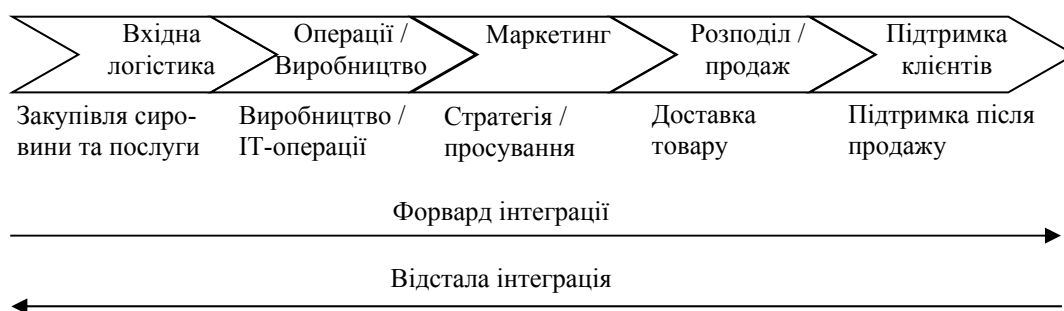 Вхідна
логістика
Операції /
Виробництво
Маркетинг
Розподіл /
продаж
Підтримка
клієнтів
Закупівля сиро-
вини та послуги
Виробництво /
ІТ-операції
Стратегія /
просування
Доставка
товару
Підтримка після
продажу
Форвард інтеграції
Відстала інтеграція